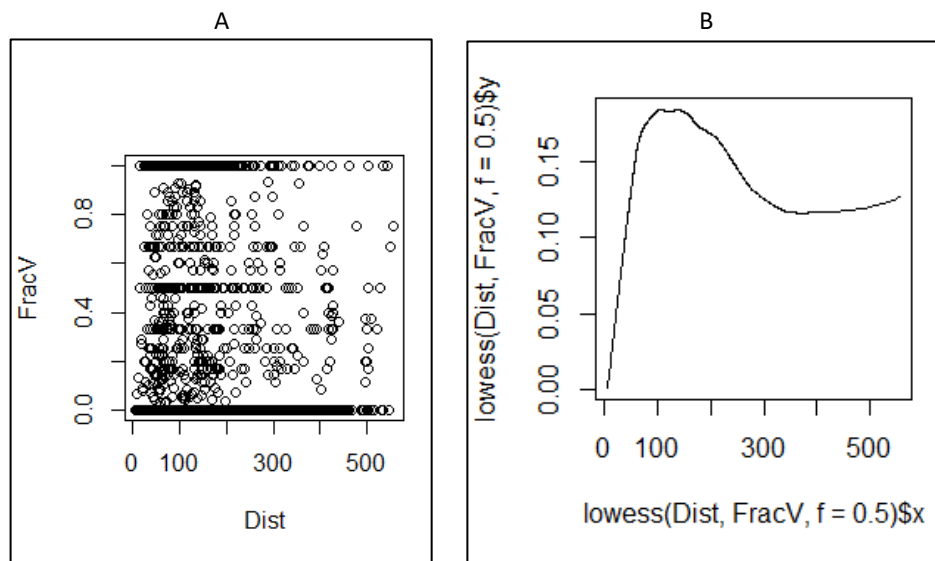 A
FracV
0.0 0.4 0.8
0 100 300 500
Dist
B
lowess(Dist, FracV, f = 0.5)$y
0.00 0.05 0.10 0.15
0 100 300 500
lowess(Dist, FracV, f = 0.5)$x